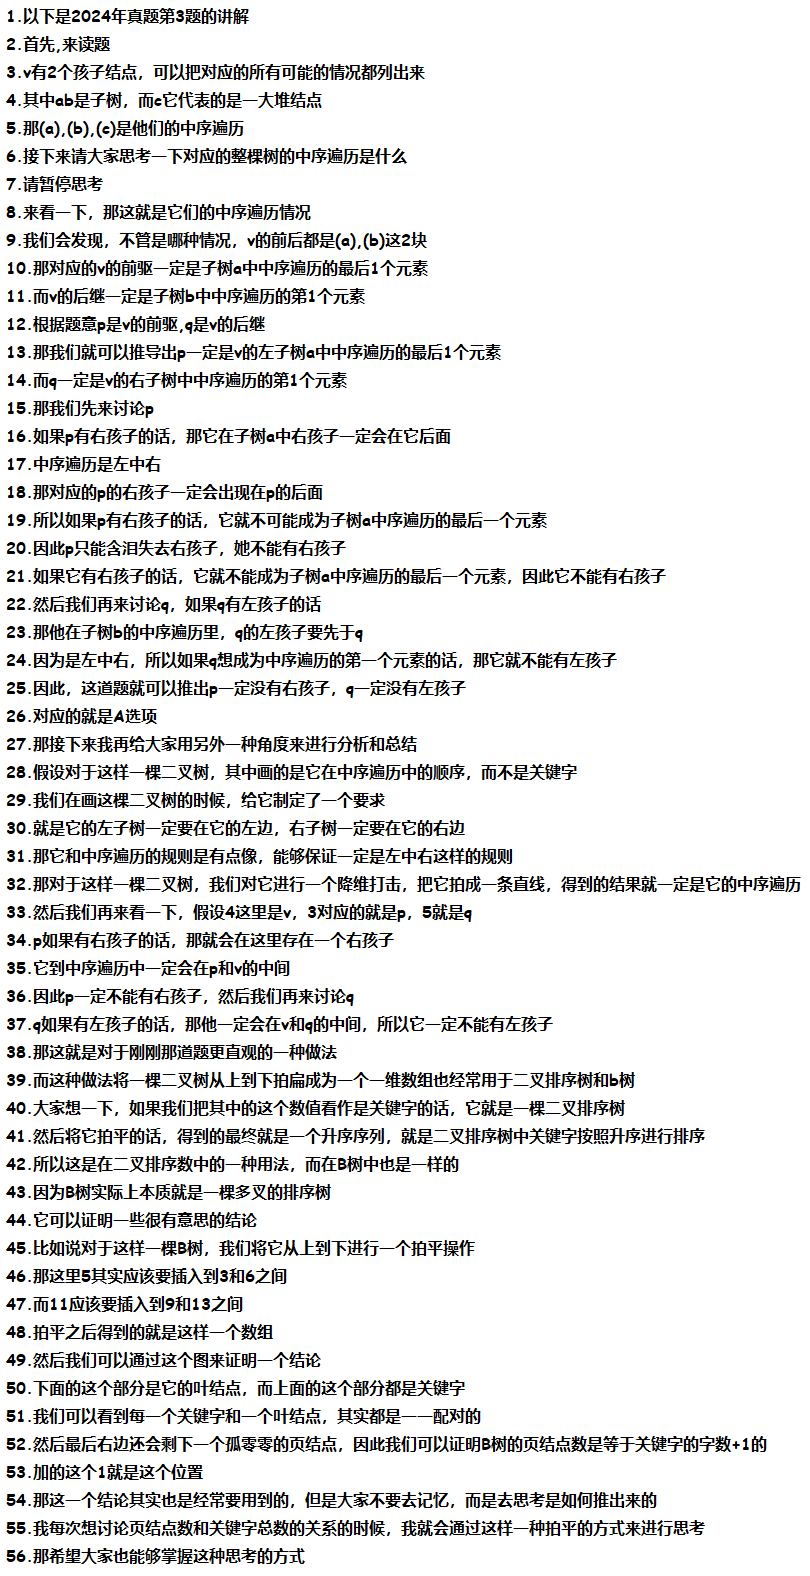 1.以下是2024年真题第3题的讲解
2.首先,来读题
3.v有2个孩子结点，可以把对应的所有可能的情况都列出来
4.其中ab是子树，而c它代表的是一大堆结点
5.那(a),(b),(c)是他们的中序遍历
6.接下来请大家思考一下对应的整棵树的中序遍历是什么
7.请暂停思考
8.来看一下，那这就是它们的中序遍历情况
9.我们会发现，不管是哪种情况，v的前后都是(a),(b)这2块
10.那对应的v的前驱一定是子树a中中序遍历的最后1个元素
11.而v的后继一定是子树b中中序遍历的第1个元素
12.根据题意p是v的前驱,q是v的后继
13.那我们就可以推导出p一定是v的左子树a中中序遍历的最后1个元素
14.而q一定是v的右子树中中序遍历的第1个元素
15.那我们先来讨论p
16.如果p有右孩子的话，那它在子树a中右孩子一定会在它后面
17.中序遍历是左中右
18.那对应的p的右孩子一定会出现在p的后面
19.所以如果p有右孩子的话，它就不可能成为子树a中序遍历的最后一个元素
20.因此p只能含泪失去右孩子，她不能有右孩子
21.如果它有右孩子的话，它就不能成为子树a中序遍历的最后一个元素，因此它不能有右孩子
22.然后我们再来讨论q，如果q有左孩子的话
23.那他在子树b的中序遍历里，q的左孩子要先于q
24.因为是左中右，所以如果q想成为中序遍历的第一个元素的话，那它就不能有左孩子
25.因此，这道题就可以推出p一定没有右孩子，q一定没有左孩子
26.对应的就是A选项
27.那接下来我再给大家用另外一种角度来进行分析和总结
28.假设对于这样一棵二叉树，其中画的是它在中序遍历中的顺序，而不是关键字
29.我们在画这棵二叉树的时候，给它制定了一个要求
30.就是它的左子树一定要在它的左边，右子树一定要在它的右边
31.那它和中序遍历的规则是有点像，能够保证一定是左中右这样的规则
32.那对于这样一棵二叉树，我们对它进行一个降维打击，把它拍成一条直线，得到的结果就一定是它的中序遍历
33.然后我们再来看一下，假设4这里是v，3对应的就是p，5就是q
34.p如果有右孩子的话，那就会在这里存在一个右孩子
35.它到中序遍历中一定会在p和v的中间
36.因此p一定不能有右孩子，然后我们再来讨论q
37.q如果有左孩子的话，那他一定会在v和q的中间，所以它一定不能有左孩子
38.那这就是对于刚刚那道题更直观的一种做法
39.而这种做法将一棵二叉树从上到下拍扁成为一个一维数组也经常用于二叉排序树和b树
40.大家想一下，如果我们把其中的这个数值看作是关键字的话，它就是一棵二叉排序树
41.然后将它拍平的话，得到的最终就是一个升序序列，就是二叉排序树中关键字按照升序进行排序
42.所以这是在二叉排序数中的一种用法，而在B树中也是一样的
43.因为B树实际上本质就是一棵多叉的排序树
44.它可以证明一些很有意思的结论
45.比如说对于这样一棵B树，我们将它从上到下进行一个拍平操作
46.那这里5其实应该要插入到3和6之间
47.而11应该要插入到9和13之间
48.拍平之后得到的就是这样一个数组
49.然后我们可以通过这个图来证明一个结论
50.下面的这个部分是它的叶结点，而上面的这个部分都是关键字
51.我们可以看到每一个关键字和一个叶结点，其实都是一一配对的
52.然后最后右边还会剩下一个孤零零的页结点，因此我们可以证明B树的页结点数是等于关键字的字数+1的
53.加的这个1就是这个位置
54.那这一个结论其实也是经常要用到的，但是大家不要去记忆，而是去思考是如何推出来的
55.我每次想讨论页结点数和关键字总数的关系的时候，我就会通过这样一种拍平的方式来进行思考
56.那希望大家也能够掌握这种思考的方式